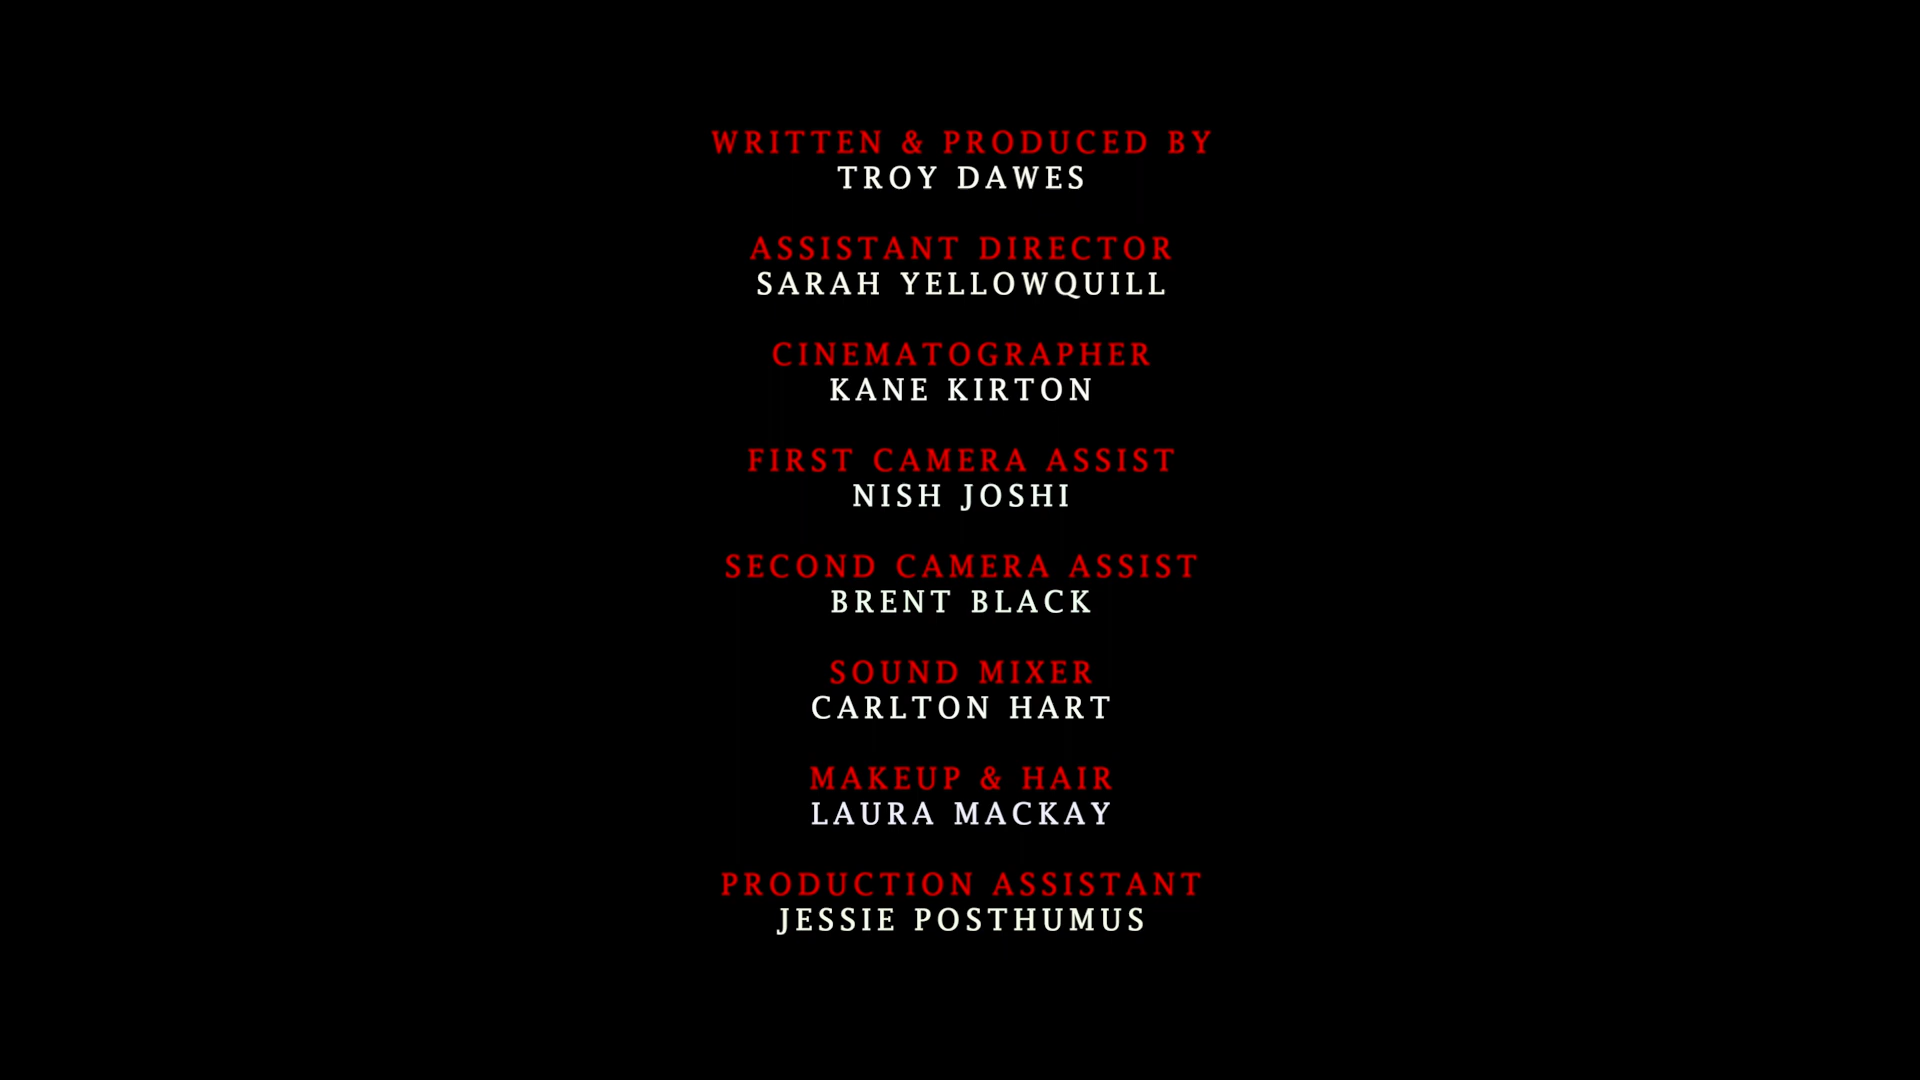 WRITTEN & PRODUCED BY
TROY DAWES
ASSISTANT DIRECTOR
SARAH YELLOWQUILL
CINEMATOGRAPHER
KANE KIRTON
FIRST CAMERA ASSIST
NISH JOSHI
SECOND CAMERA ASSIST
BRENT BLACK
SOUND MIXER
CARLTON HART
MAKEUP & HAIR
LAURA MACKAY
PRODUCTION ASSISTANT
JESSIE POSTHUMUS